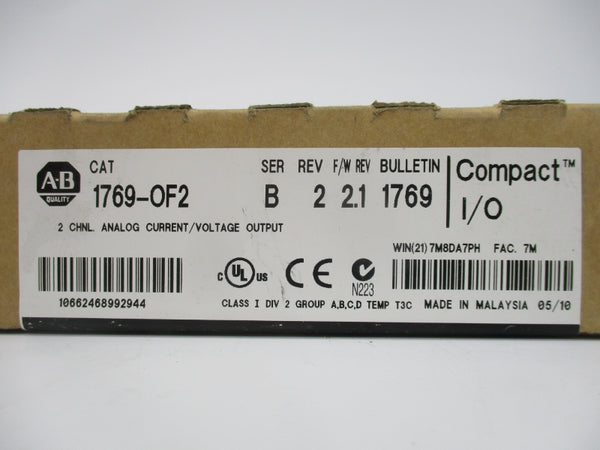 A-B
QUALITY
CAT SER REV F/W REV BULLETIN
1769-OF2 B 2 2.1 1769
Compact™
I/O
2 CHNL. ANALOG CURRENT/VOLTAGE OUTPUT
WIN(21) 7M8DA7PH FAC. 7M
C UL US CE N223
10662468992944
CLASS I DIV 2 GROUP A,B,C,D TEMP T3C MADE IN MALAYSIA 05/10